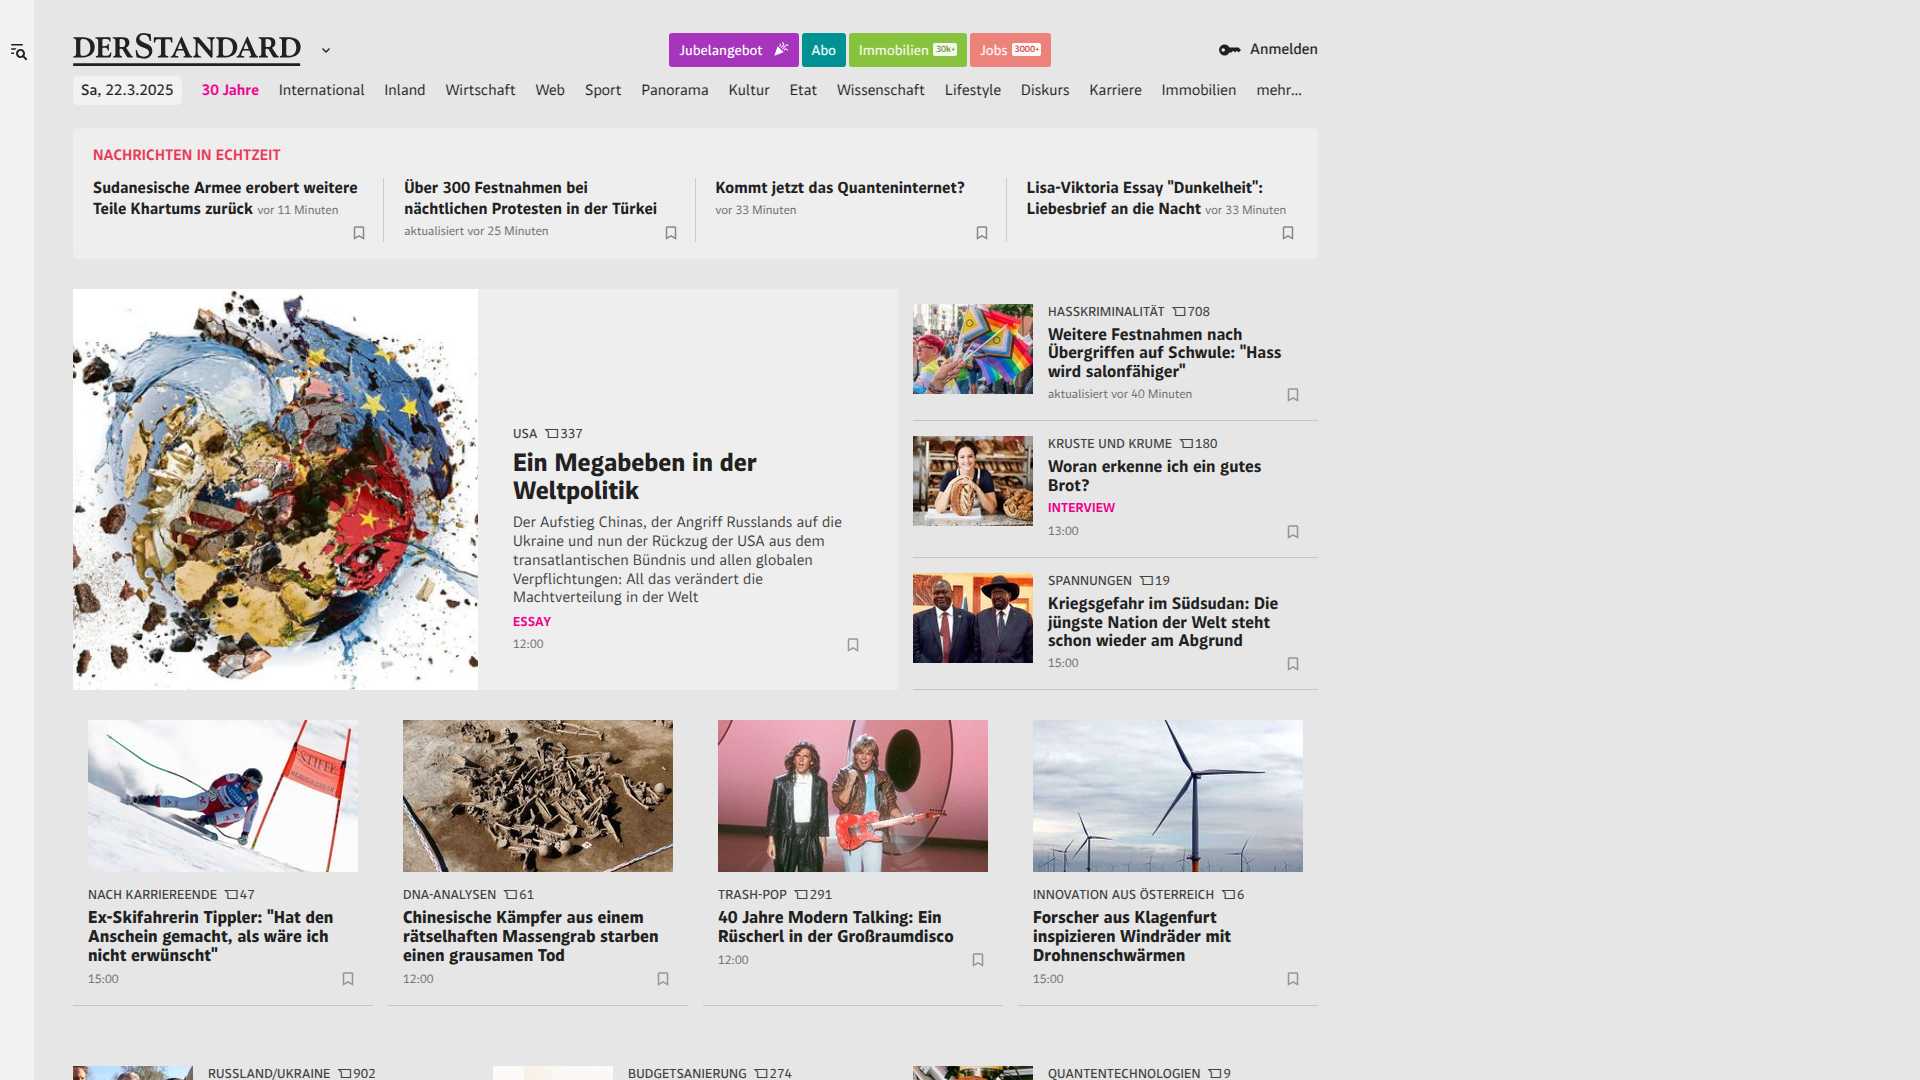 DERSTANDARD
Jubelangebot
Abo
Immobilien 30k+
Jobs 3000+
Anmelden
Sa, 22.3.2025
30 Jahre
International
Inland
Wirtschaft
Web
Sport
Panorama
Kultur
Etat
Wissenschaft
Lifestyle
Diskurs
Karriere
Immobilien
mehr...
NACHRICHTEN IN ECHTZEIT
Sudanesische Armee erobert weitere
Teile Khartums zurück vor 11 Minuten
Über 300 Festnahmen bei
nächtlichen Protesten in der Türkei
aktualisiert vor 25 Minuten
Kommt jetzt das Quanteninternet?
vor 33 Minuten
Lisa-Viktoria Essay "Dunkelheit":
Liebesbrief an die Nacht vor 33 Minuten
USA 337
Ein Megabeben in der
Weltpolitik
Der Aufstieg Chinas, der Angriff Russlands auf die
Ukraine und nun der Rückzug der USA aus dem
transatlantischen Bündnis und allen globalen
Verpflichtungen: All das verändert die
Machtverteilung in der Welt
ESSAY
12:00
HASSKRIMINALITÄT 708
Weitere Festnahmen nach
Übergriffen auf Schwule: "Hass
wird salonfähiger"
aktualisiert vor 40 Minuten
KRUSTE UND KRUME 180
Woran erkenne ich ein gutes
Brot?
INTERVIEW
13:00
SPANNUNGEN 19
Kriegsgefahr im Südsudan: Die
jüngste Nation der Welt steht
schon wieder am Abgrund
15:00
STIFEL
NACH KARRIEREENDE 47
Ex-Skifahrerin Tippler: "Hat den
Anschein gemacht, als wäre ich
nicht erwünscht"
15:00
DNA-ANALYSEN 61
Chinesische Kämpfer aus einem
rätselhaften Massengrab starben
einen grausamen Tod
12:00
TRASH-POP 291
40 Jahre Modern Talking: Ein
Rüscherl in der Großraumdisco
12:00
INNOVATION AUS ÖSTERREICH 6
Forscher aus Klagenfurt
inspizieren Windräder mit
Drohnenschwärmen
15:00
RUSSLAND/UKRAINE 902
BUDGETSANIERUNG 274
QUANTENTECHNOLOGIEN 9